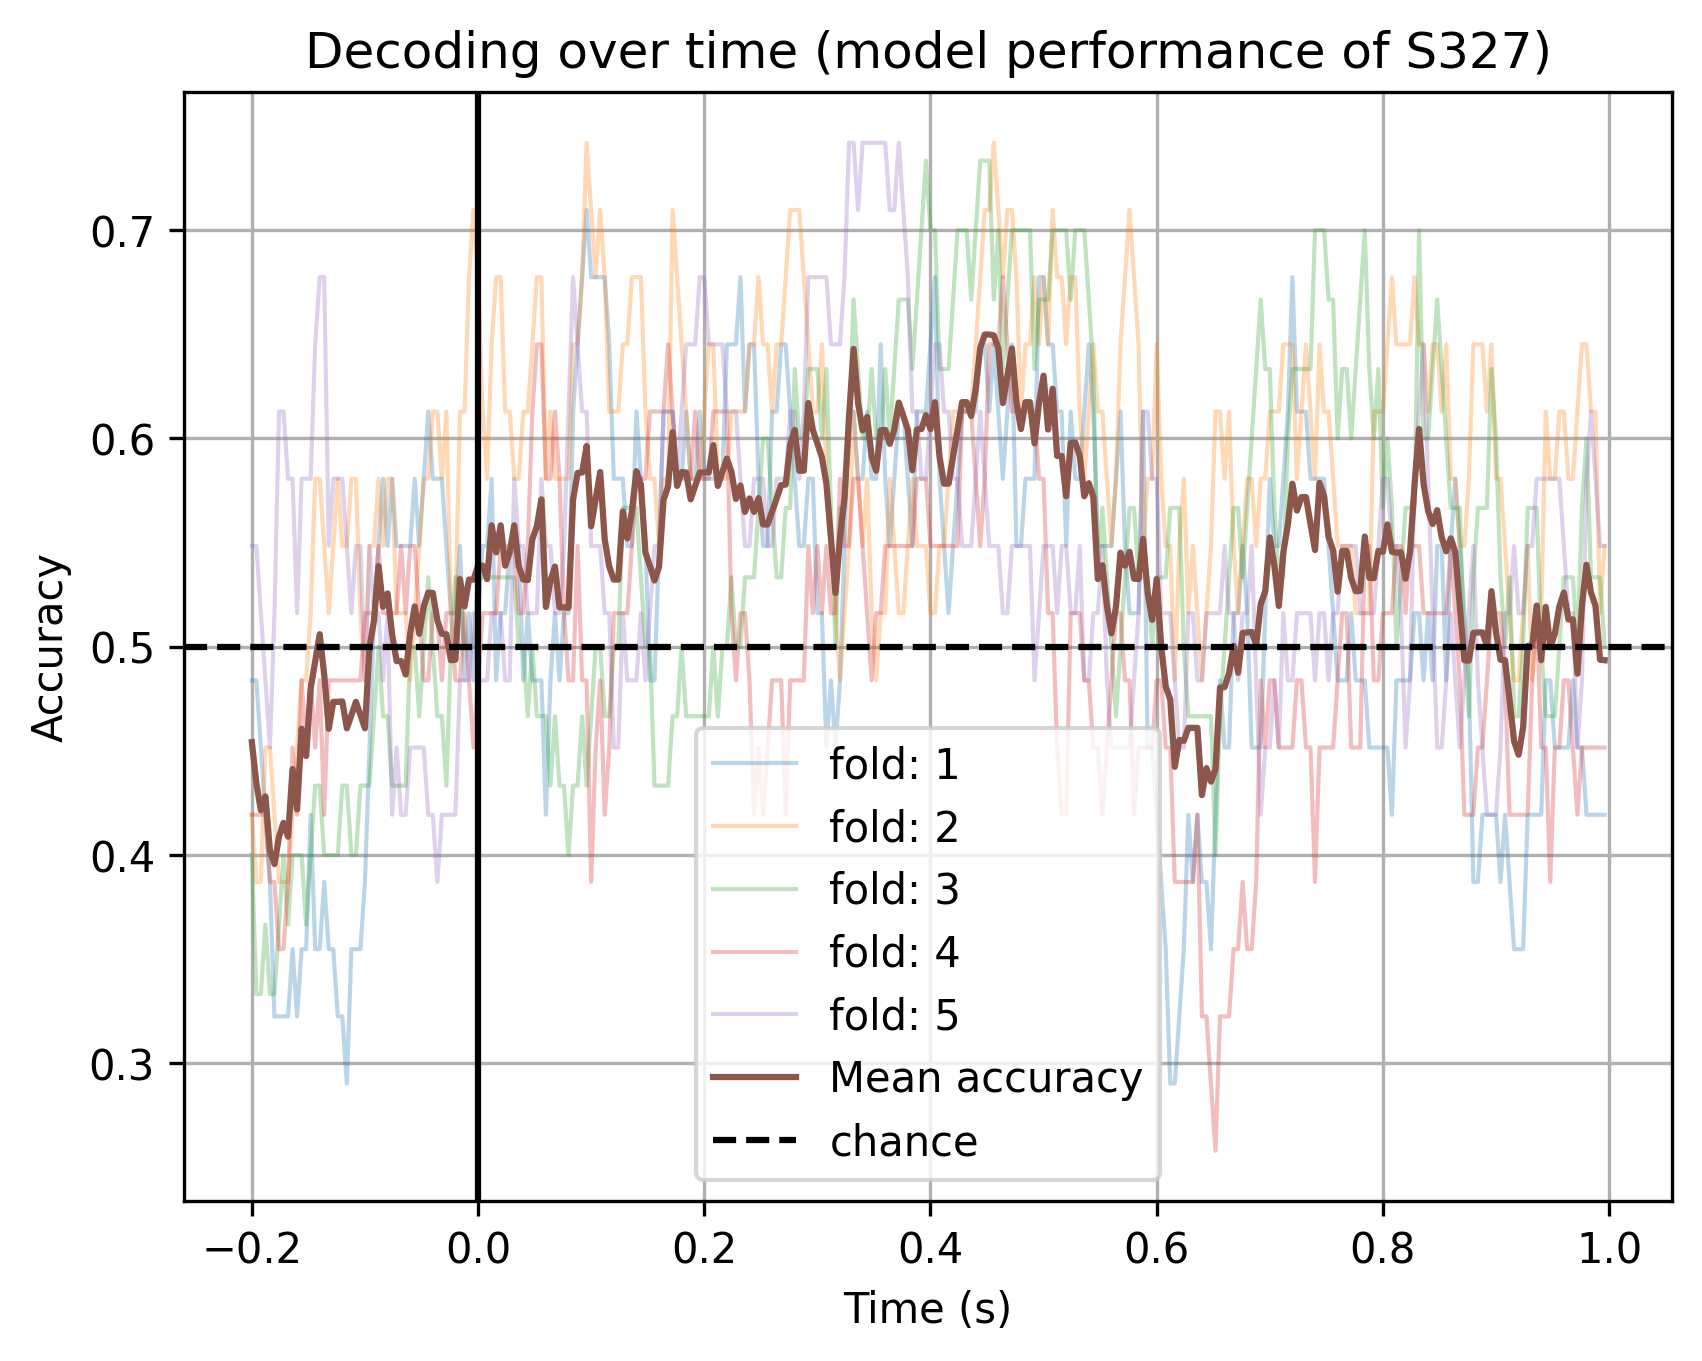 Decoding over time (model performance of S327)
Accuracy
0.7
0.6
0.5
0.4
0.3
fold: 1
fold: 2
fold: 3
fold: 4
fold: 5
Mean accuracy
chance
−0.2 0.0 0.2 0.4 0.6 0.8 1.0
Time (s)